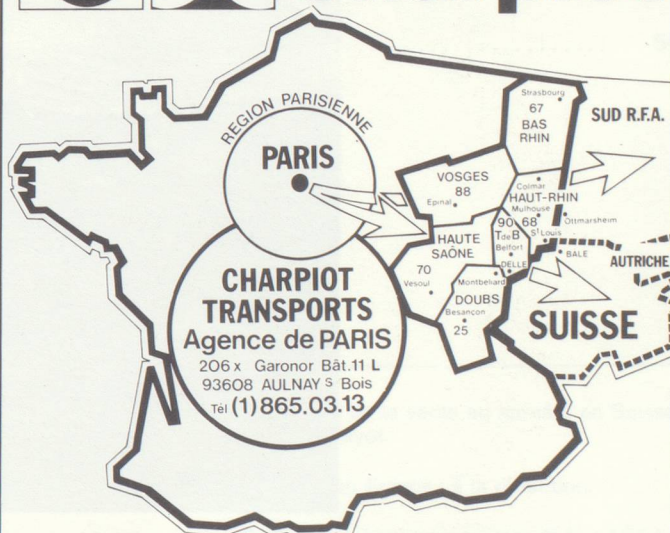 REGION PARISIENNE
PARIS
CHARPIOT
TRANSPORTS
Agence de PARIS
206 x Garonor Bât. 11 L
93608 AULNAY S Bois
Tél (1) 865.03.13
Strasbourg
67
BAS
RHIN
SUD R.F.A.
VOSGES
88
Epinal
Colmar
HAUT-RHIN
Mulhouse
68
Ottmarsheim
St Louis
90
T de B
Belfort
DELLE
BALE
HAUTE
SAÔNE
70
Vesoul
Montbeliard
DOUBS
Besançon
25
AUTRICHE
SUISSE